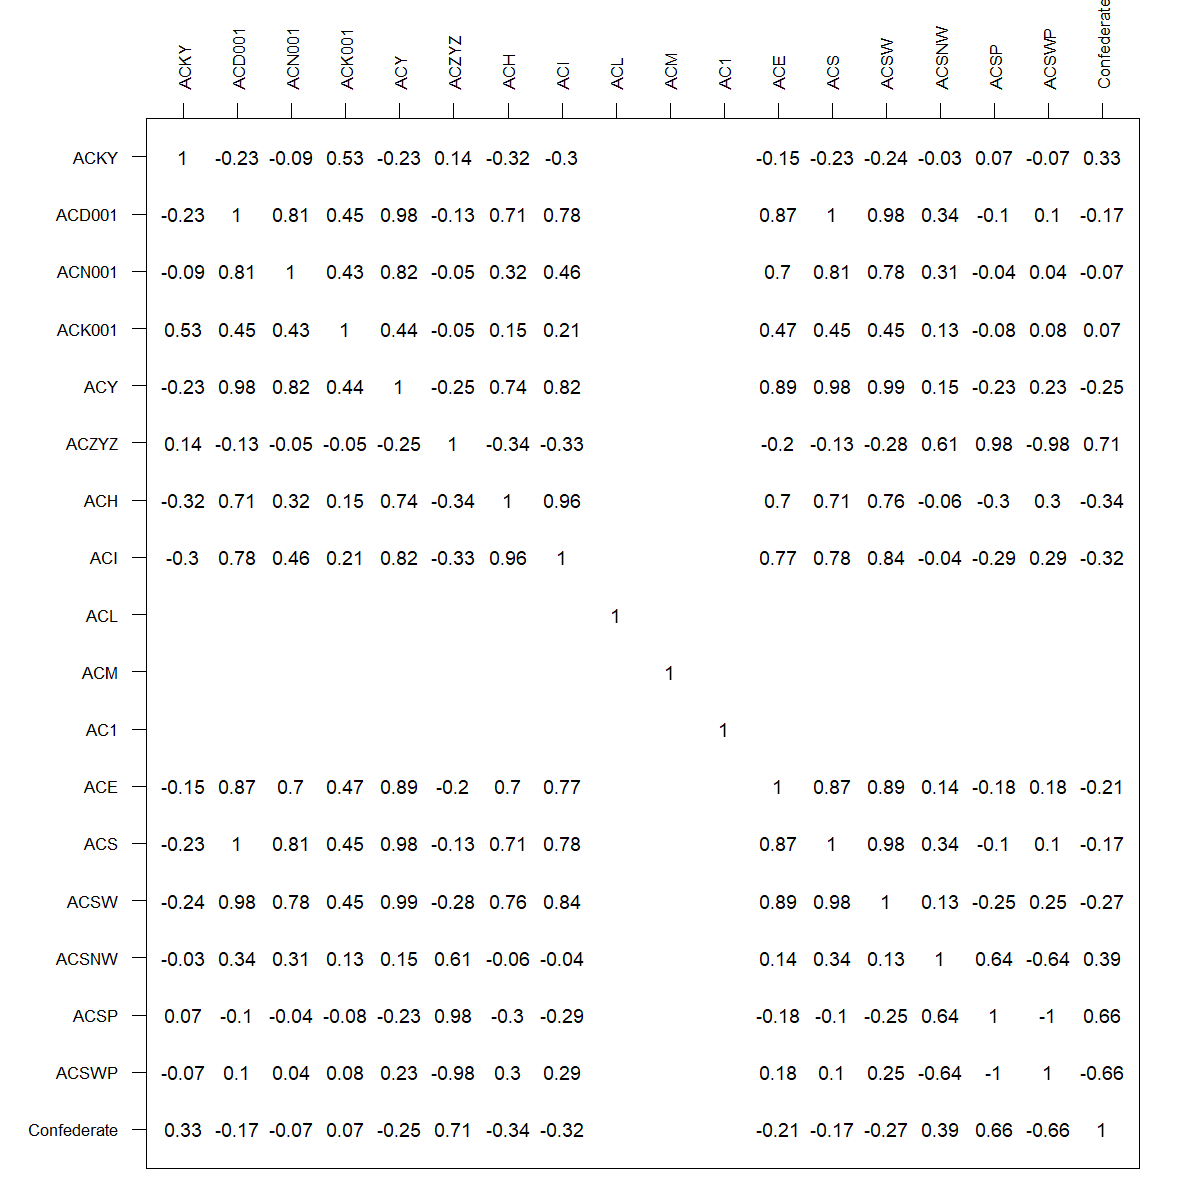 ACKY ACD001 ACN001 ACK001 ACY ACZYZ ACH ACI ACL ACM AC1 ACE ACS ACSW ACSNW ACSP ACSWP Confederate
ACKY 1 -0.23 -0.09 0.53 -0.23 0.14 -0.32 -0.3 -0.15 -0.23 -0.24 -0.03 0.07 -0.07 0.33
ACD001 -0.23 1 0.81 0.45 0.98 -0.13 0.71 0.78 0.87 1 0.98 0.34 -0.1 0.1 -0.17
ACN001 -0.09 0.81 1 0.43 0.82 -0.05 0.32 0.46 0.7 0.81 0.78 0.31 -0.04 0.04 -0.07
ACK001 0.53 0.45 0.43 1 0.44 -0.05 0.15 0.21 0.47 0.45 0.45 0.13 -0.08 0.08 0.07
ACY -0.23 0.98 0.82 0.44 1 -0.25 0.74 0.82 0.89 0.98 0.99 0.15 -0.23 0.23 -0.25
ACZYZ 0.14 -0.13 -0.05 -0.05 -0.25 1 -0.34 -0.33 -0.2 -0.13 -0.28 0.61 0.98 -0.98 0.71
ACH -0.32 0.71 0.32 0.15 0.74 -0.34 1 0.96 0.7 0.71 0.76 -0.06 -0.3 0.3 -0.34
ACI -0.3 0.78 0.46 0.21 0.82 -0.33 0.96 1 0.77 0.78 0.84 -0.04 -0.29 0.29 -0.32
ACL 1
ACM 1
AC1 1
ACE -0.15 0.87 0.7 0.47 0.89 -0.2 0.7 0.77 1 0.87 0.89 0.14 -0.18 0.18 -0.21
ACS -0.23 1 0.81 0.45 0.98 -0.13 0.71 0.78 0.87 1 0.98 0.34 -0.1 0.1 -0.17
ACSW -0.24 0.98 0.78 0.45 0.99 -0.28 0.76 0.84 0.89 0.98 1 0.13 -0.25 0.25 -0.27
ACSNW -0.03 0.34 0.31 0.13 0.15 0.61 -0.06 -0.04 0.14 0.34 0.13 1 0.64 -0.64 0.39
ACSP 0.07 -0.1 -0.04 -0.08 -0.23 0.98 -0.3 -0.29 -0.18 -0.1 -0.25 0.64 1 -1 0.66
ACSWP -0.07 0.1 0.04 0.08 0.23 -0.98 0.3 0.29 0.18 0.1 0.25 -0.64 -1 1 -0.66
Confederate 0.33 -0.17 -0.07 0.07 -0.25 0.71 -0.34 -0.32 -0.21 -0.17 -0.27 0.39 0.66 -0.66 1